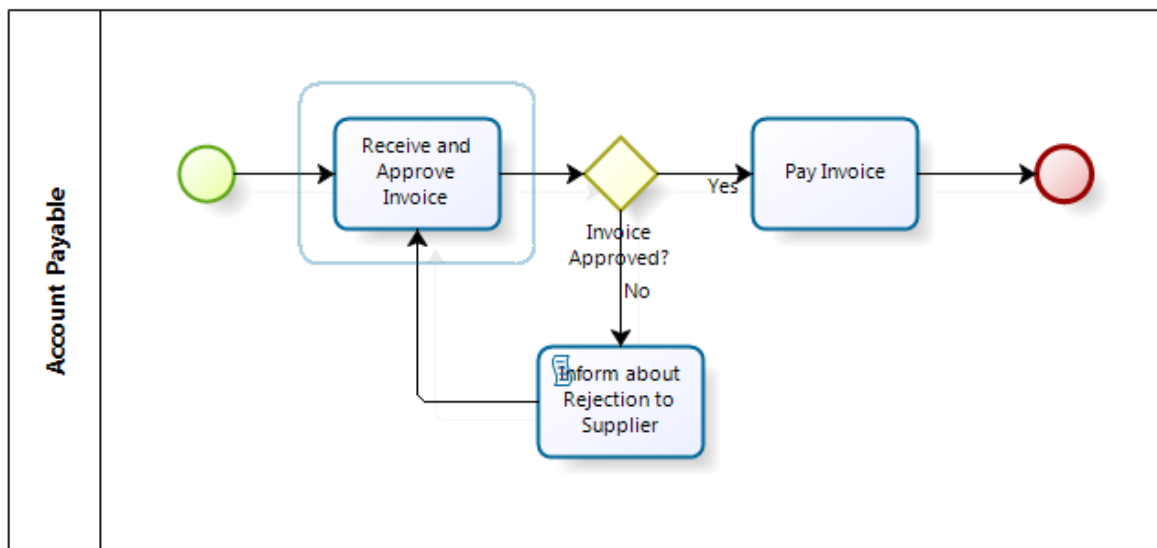 Account Payable
Receive and
Approve
Invoice
Invoice
Approved?
Yes
Pay Invoice
No
Inform about
Rejection to
Supplier